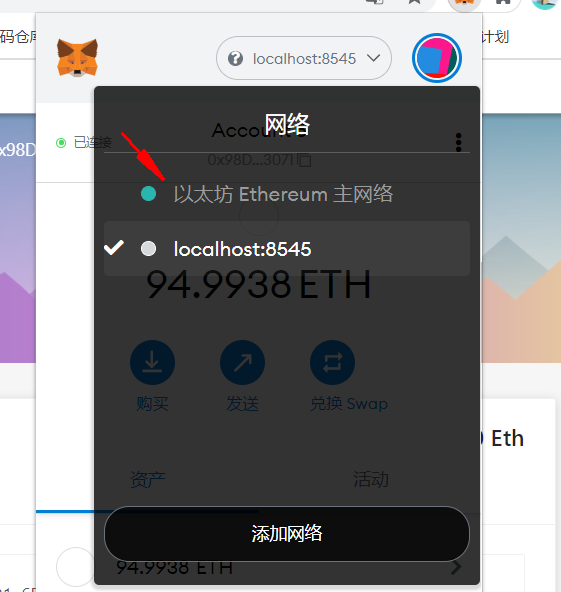 码仓库
计划
localhost:8545
0x98D
已连接
Account
网络
0x98D...3071
以太坊 Ethereum 主网络
localhost:8545
94.9938 ETH
购买
发送
兑换 Swap
Eth
资产
活动
添加网络
94.9938 ETH